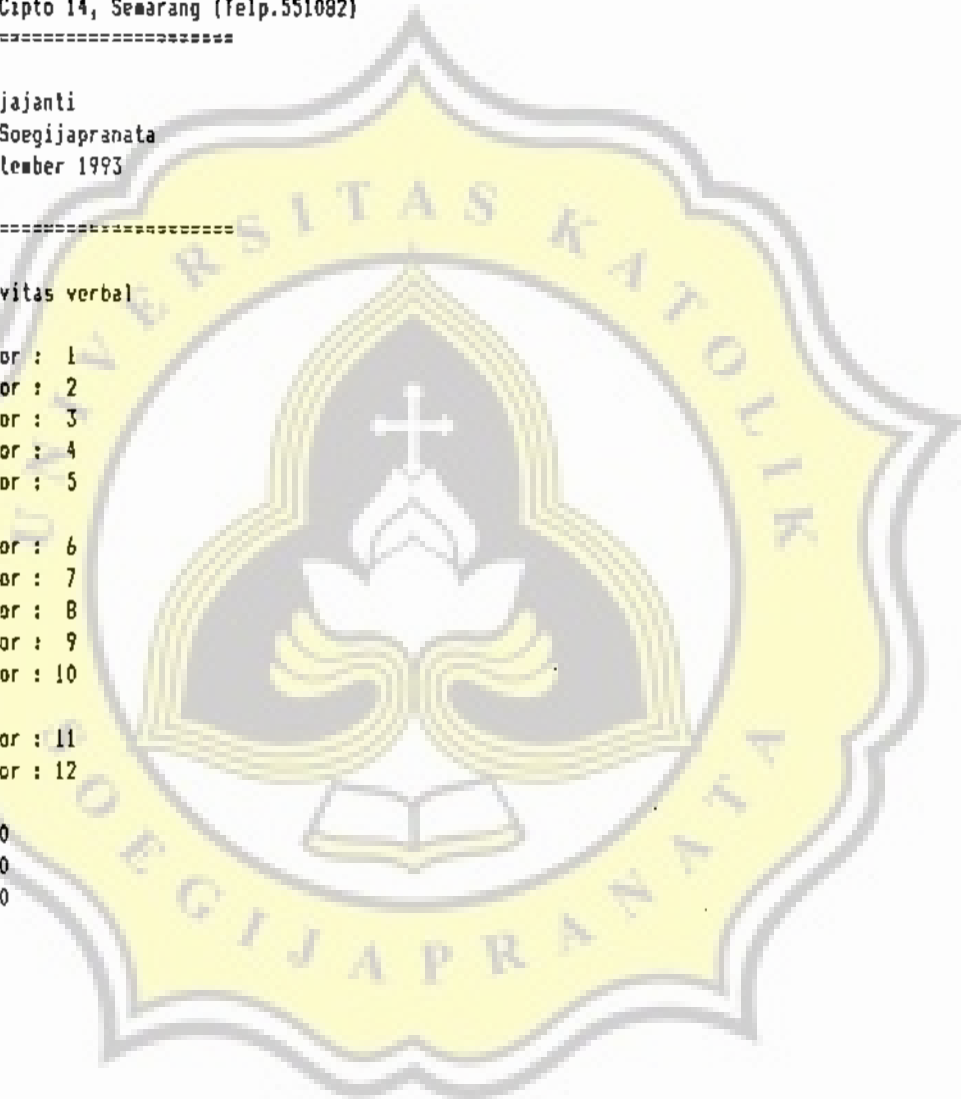 Cipto 14, Semarang (Telp.551082)
=====================
jajanti
Soegijapranata
tember 1993
=====================
vitas verbal
or : 1
or : 2
or : 3
or : 4
or : 5
or : 6
or : 7
or : 8
or : 9
or : 10
or : 11
or : 12
0
0
0
UNIVERSITAS KATOLIK
SOEGIJAPRANATA